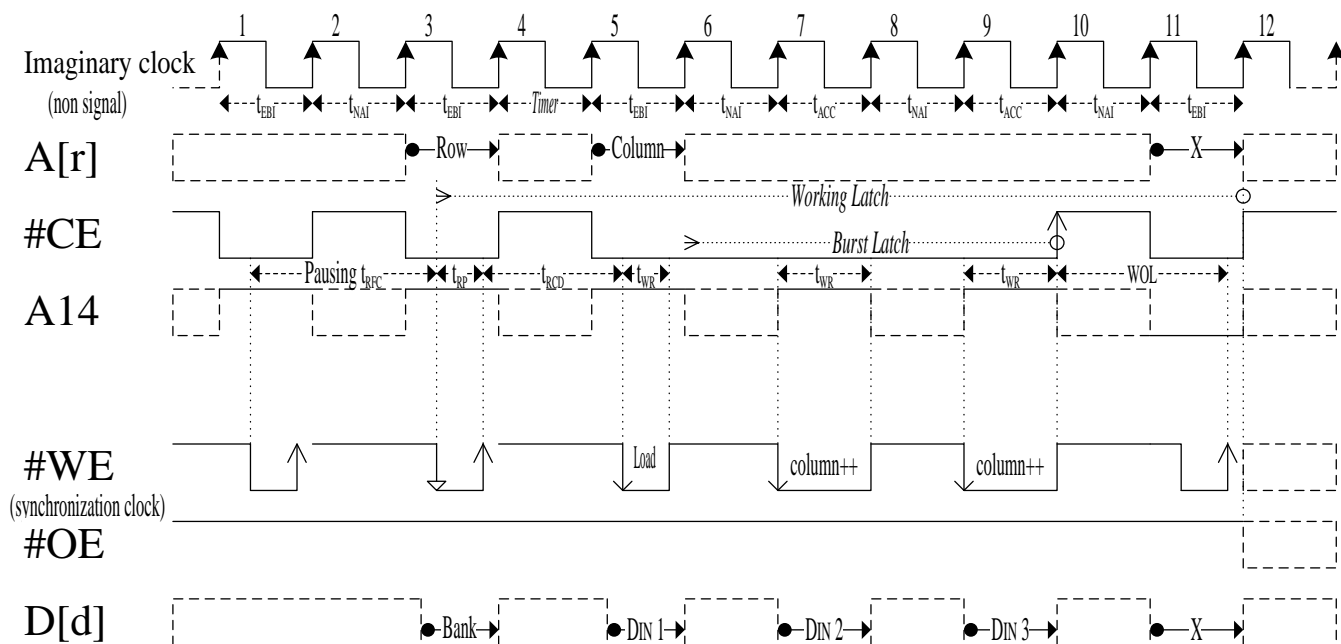 1 2 3 4 5 6 7 8 9 10 11 12
Imaginary clock
(non signal)
tEBI tNAI tEBI Timer tEBI tNAI tACC tNAI tACC tNAI tEBI
A[r]
Row Column X
Working Latch
#CE
Burst Latch
Pausing tRFC tRP tRCD tWR tWR tWR WOL
A14
#WE
Load column++ column++
(synchronization clock)
#OE
D[d]
Bank DIN 1 DIN 2 DIN 3 X